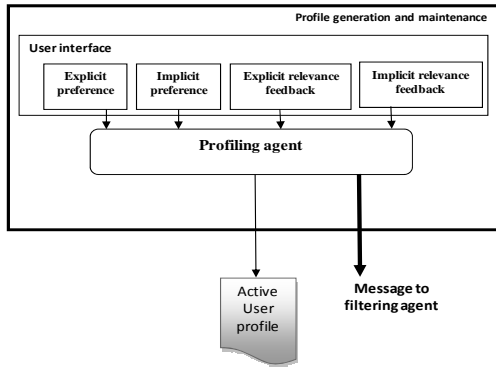 Profile generation and maintenance
User interface
Explicit
preference
Implicit
preference
Explicit relevance
feedback
Implicit relevance
feedback
Profiling agent
Active
User
profile
Message to
filtering agent